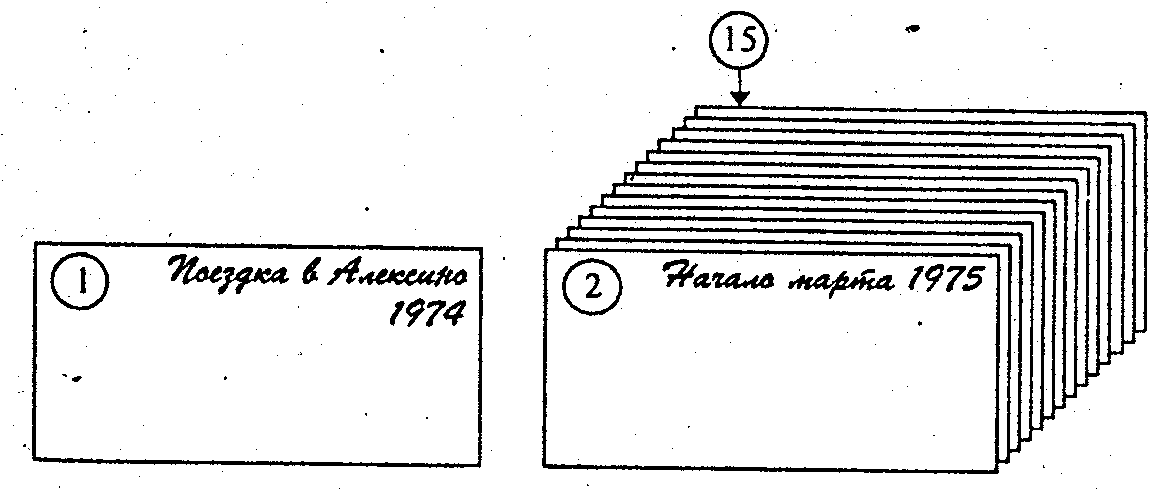 15
1 Поездка в Алексино
1974
2 Начало марта 1975